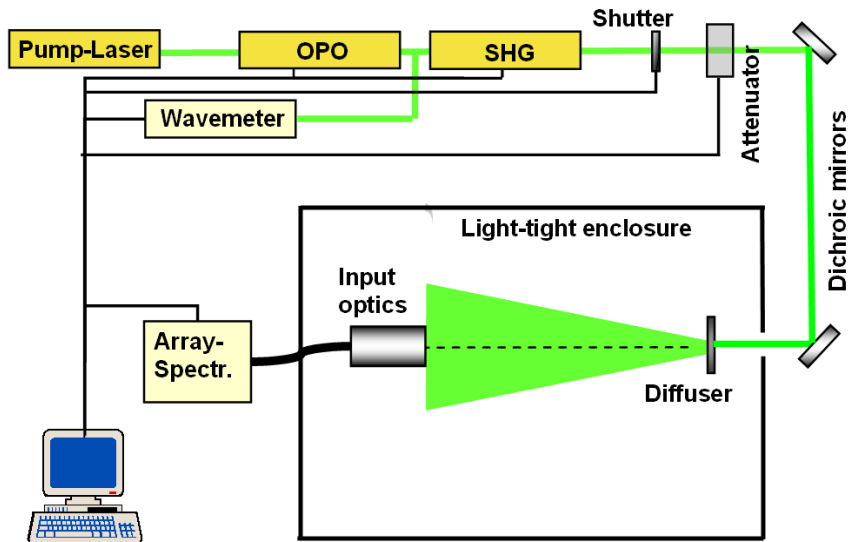 Shutter
Pump-Laser
OPO
SHG
Attenuator
Wavemeter
Dichroic mirrors
Light-tight enclosure
Input
optics
Array-
Spectr.
Diffuser